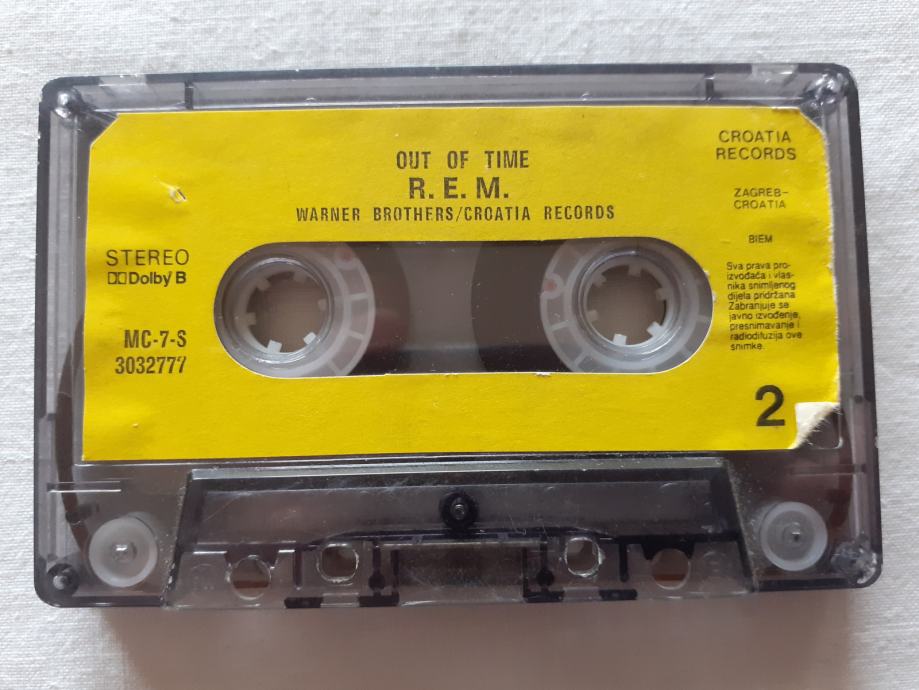 OUT OF TIME
R. E. M.
WARNER BROTHERS/CROATIA RECORDS
CROATIA
RECORDS
ZAGREB-
CROATIA
BIEM
Sva prava pro-
izvođača i vlas-
nika snimljenog
dijela pridržana
Zabranjuje se
javno izvođenje,
presnimavanje i
radiodifuzija ove
snimke.
STEREO
Dolby B
MC-7-S
3032777
2